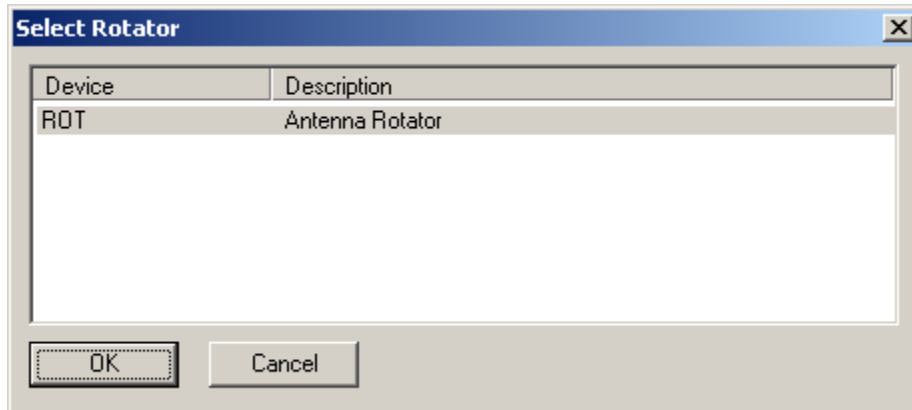 Select Rotator
Device Description
ROT Antenna Rotator
OK Cancel